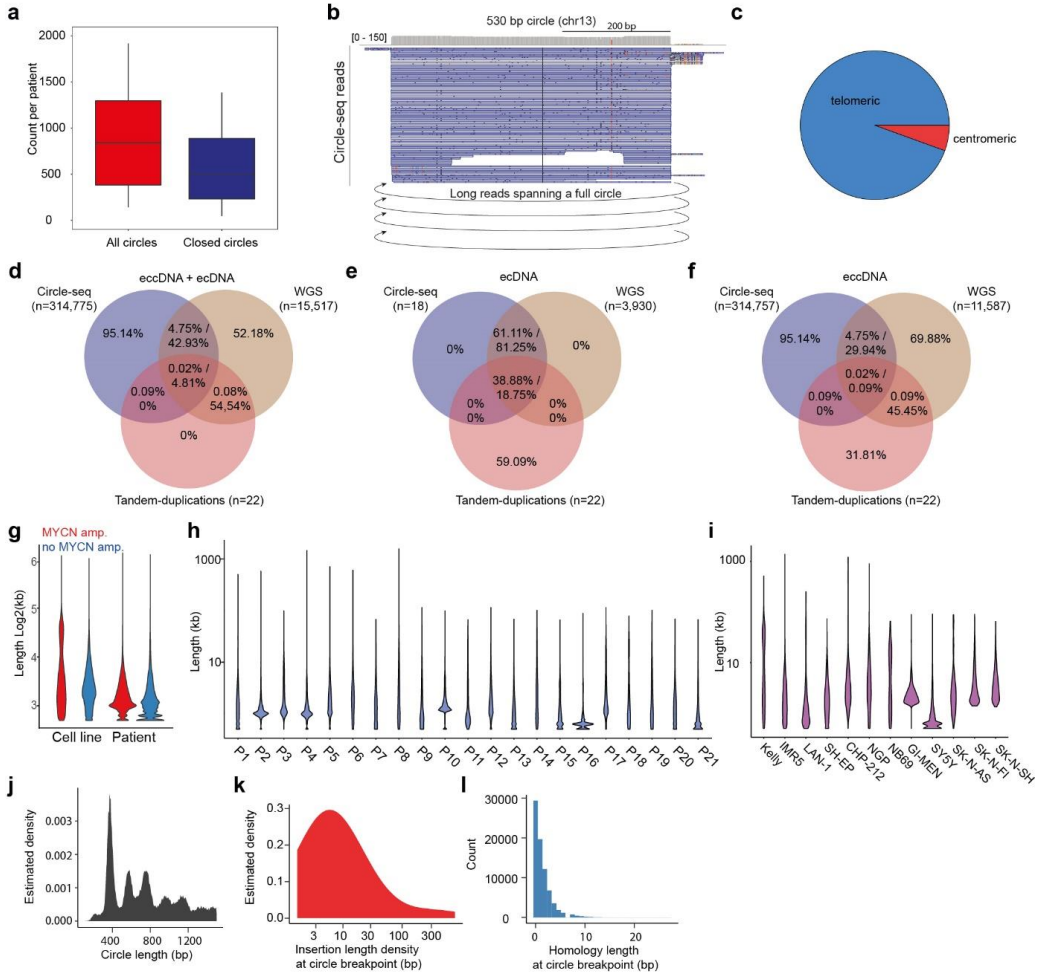 a
2000
1500
1000
500
0
Count per patient
All circles
Closed circles
b
530 bp circle (chr13)
200 bp
[0 - 150]
Circle-seq reads
Long reads spanning a full circle
c
telomeric
centromeric
d
eccDNA + ecDNA
Circle-seq
(n=314,775)
WGS
(n=15,517)
95.14%
4.75% /
42.93%
52.18%
0.02% /
4.81%
0.09%
0%
0.08%
54,54%
0%
Tandem-duplications (n=22)
e
ecDNA
Circle-seq
(n=18)
WGS
(n=3,930)
0%
61.11% /
81.25%
0%
38.88% /
18.75%
0%
0%
0%
0%
59.09%
Tandem-duplications (n=22)
f
eccDNA
Circle-seq
(n=314,757)
WGS
(n=11,587)
95.14%
4.75% /
29.94%
69.88%
0.02% /
0.09%
0.09%
0%
0.09%
45.45%
31.81%
Tandem-duplications (n=22)
g
MYCN amp.
no MYCN amp.
6
5
4
3
Length Log2(kb)
Cell line
Patient
h
1000
10
Length (kb)
P1 P2 P3 P4 P5 P6 P7 P8 P9 P10 P11 P12 P13 P14 P15 P16 P17 P18 P19 P20 P21
i
1000
10
Length (kb)
Kelly IMR5 LAN-1 SH-EP CHP-212 NGP NB69 GI-MEN SY5Y SK-N-AS SK-N-FI SK-N-SH
j
0.003
0.002
0.001
0.000
Estimated density
400 800 1200
Circle length (bp)
k
0.3
0.2
0.1
0.0
Estimated density
3 10 30 100 300
Insertion length density
at circle breakpoint (bp)
l
30000
20000
10000
0
Count
0 10 20
Homology length
at circle breakpoint (bp)